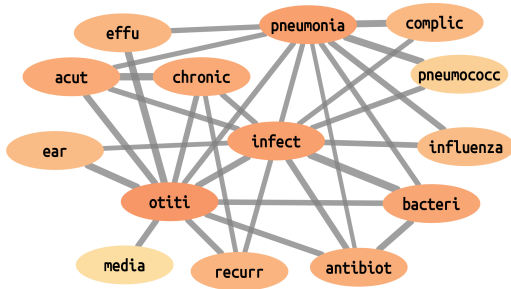 effu
pneumonia
complic
acut
chronic
pneumococc
ear
infect
influenza
otiti
bacteri
media
recurr
antibiot